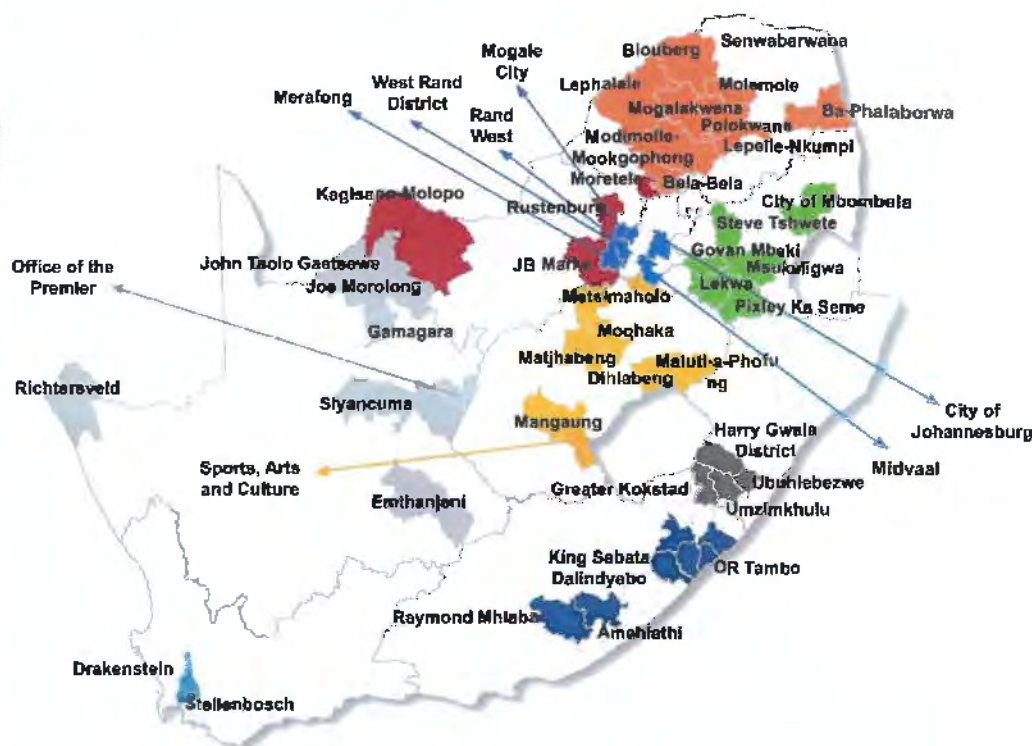 Senwabarwana
Blouberg
Mogale
City
Lephalale
Molemole
West Rand
District
Merafong
Mogalakwena
Ba-Phalaborwa
Rand
West
Polokwane
Modimolle-
Lepelle-Nkumpi
Mookgophong
Moretele
Bela-Bela
Kagisano-Molopo
City of Mbombela
Rustenburg
Steve Tshwete
Govan Mbeki
John Taolo Gaetsewe
JB Marks
Msukaligwa
Office of the
Premier
Joe Morolong
Lekwa
Metsimaholo
Pixley Ka Seme
Gamagara
Moqhaka
Matjhabeng
Maluti-a-Phofu
ng
Dihlabeng
Richtersveld
Siyancuma
City of
Johannesburg
Mangaung
Harry Gwala
District
Midvaal
Sports, Arts
and Culture
Ubuhlebezwe
Greater Kokstad
Emthanjeni
Umzimkhulu
King Sabata
Dalindyebo
OR Tambo
Raymond Mhlaba
Amahlathi
Drakenstein
Stellenbosch